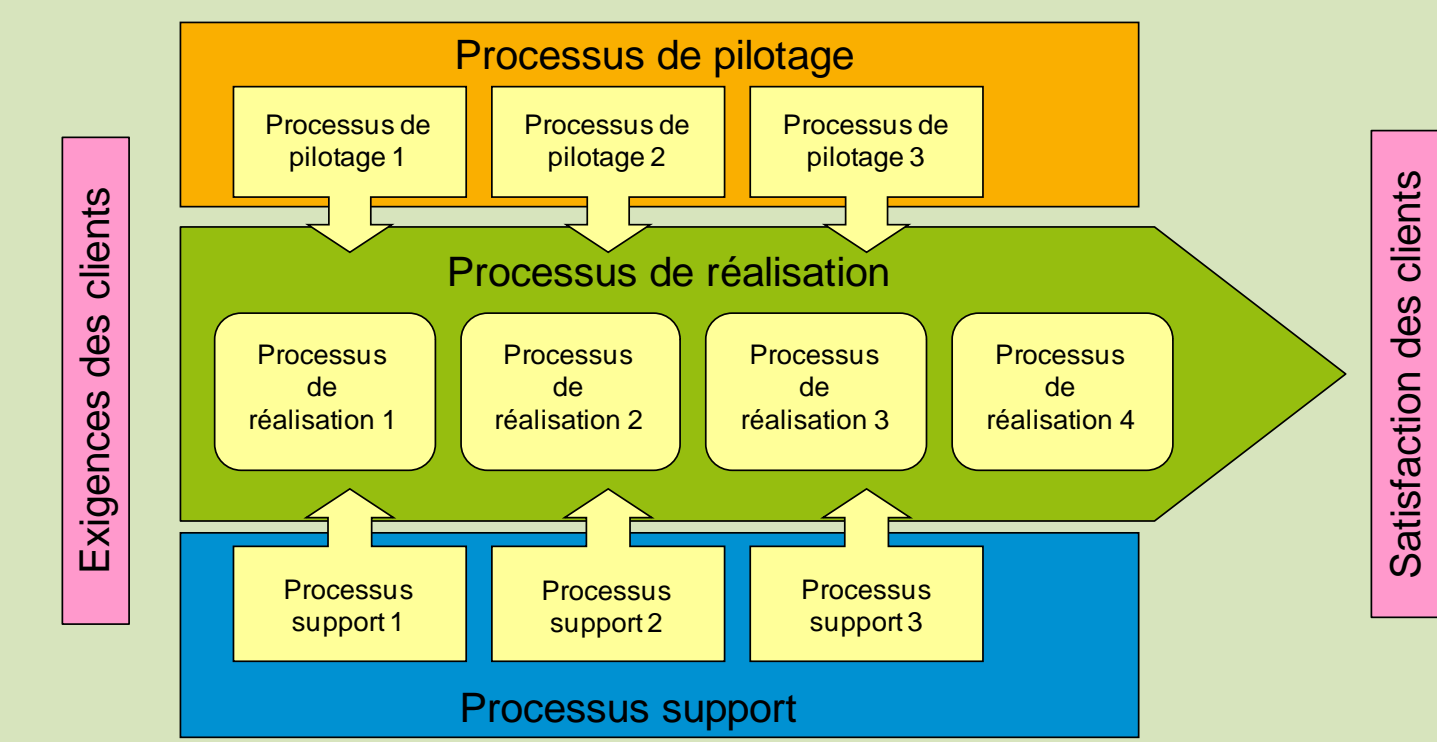 Processus de pilotage
Processus de
pilotage 1
Processus de
pilotage 2
Processus de
pilotage 3
Exigences des clients
Processus de réalisation
Processus
de
réalisation 1
Processus
de
réalisation 2
Processus
de
réalisation 3
Processus
de
réalisation 4
Satisfaction des clients
Processus
support 1
Processus
support 2
Processus
support 3
Processus support